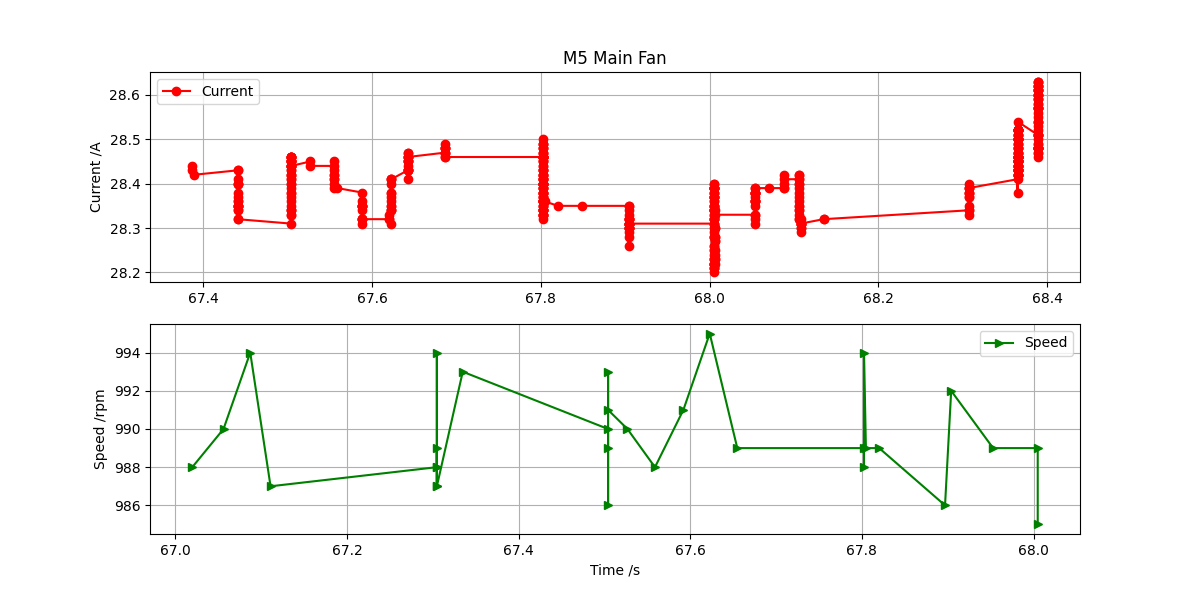 M5 Main Fan
Current
28.6
28.5
28.4
28.3
28.2
Current /A
67.4 67.6 67.8 68.0 68.2 68.4
Speed
994
992
990
988
986
Speed /rpm
67.0 67.2 67.4 67.6 67.8 68.0
Time /s